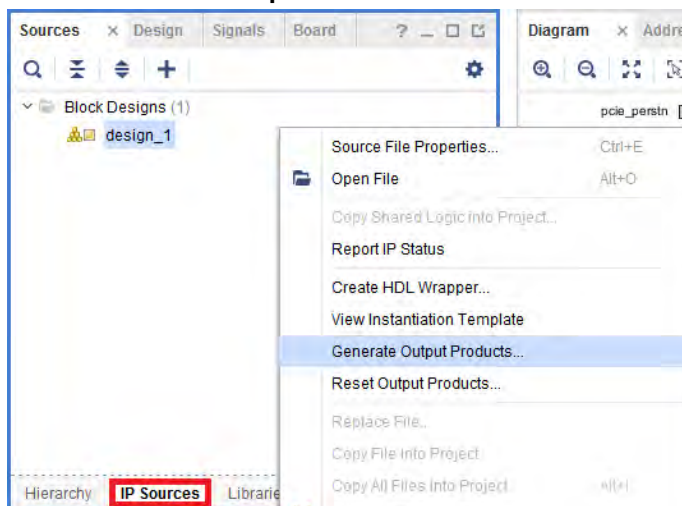 Sources × Design Signals Board ? Diagram × Addre
Block Designs (1)
design_1
pcie_perstn
Source File Properties... Ctrl+E
Open File Alt+O
Copy Shared Logic into Project...
Report IP Status
Create HDL Wrapper...
View Instantiation Template
Generate Output Products...
Reset Output Products...
Replace File...
Copy File Into Project
Copy All Files Into Project Alt+I
Hierarchy IP Sources Librarie